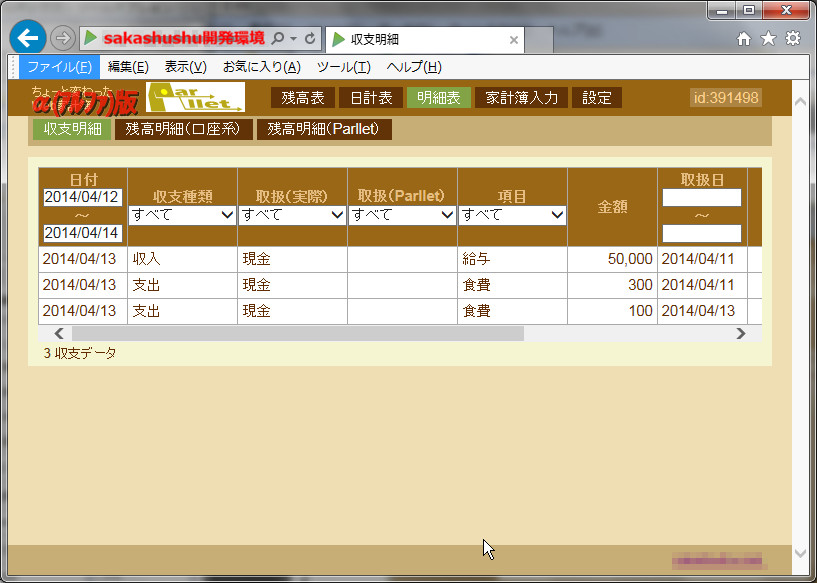 sakashushu開発環境
収支明細
ファイル(F) 編集(E) 表示(V) お気に入り(A) ツール(T) ヘルプ(H)
ちょっと変わった
α(アルファ)版
Parllet.
残高表 日計表 明細表 家計簿入力 設定 id:391498
収支明細 残高明細(口座系) 残高明細(Parllet)
日付 収支種類 取扱(実際) 取扱(Parllet) 項目 金額 取扱日
2014/04/12 すべて すべて すべて すべて
～ ～
2014/04/14
2014/04/13 収入 現金 給与 50,000 2014/04/11
2014/04/13 支出 現金 食費 300 2014/04/11
2014/04/13 支出 現金 食費 100 2014/04/13
3 収支データ